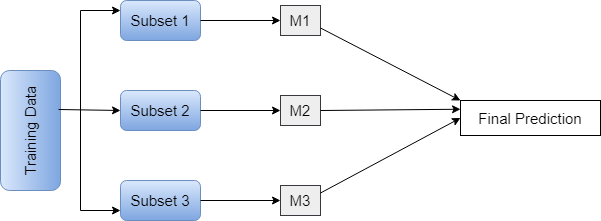 Training Data
Subset 1
M1
Subset 2
M2
Subset 3
M3
Final Prediction